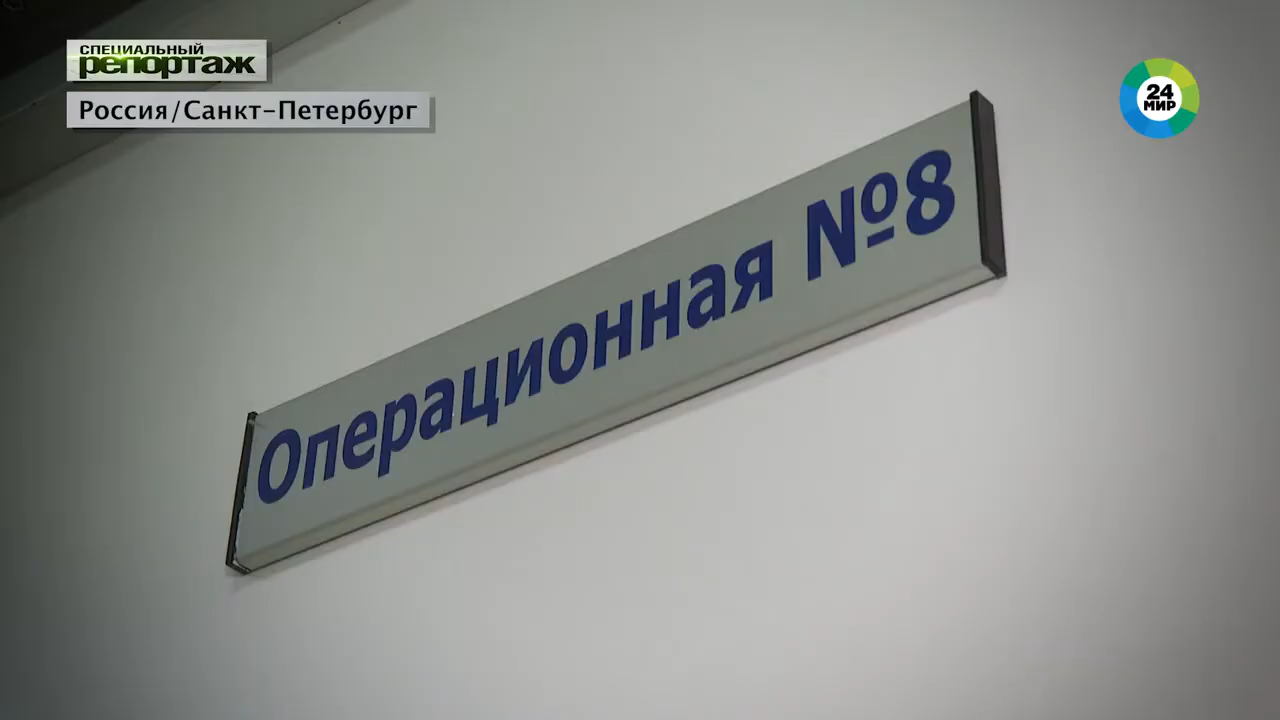 СПЕЦИАЛЬНЫЙ
репортаж
Россия/Санкт-Петербург
24
МИР
Операционная №8